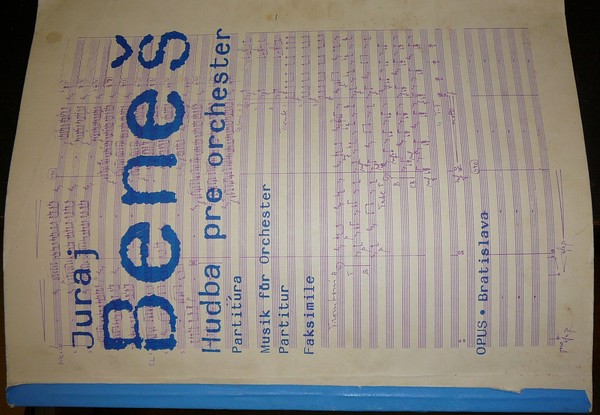 Juraj
Beneš
Hudba pre orchester
Partitúra
Musik für Orchester
Partitur
Faksimile
OPUS • Bratislava